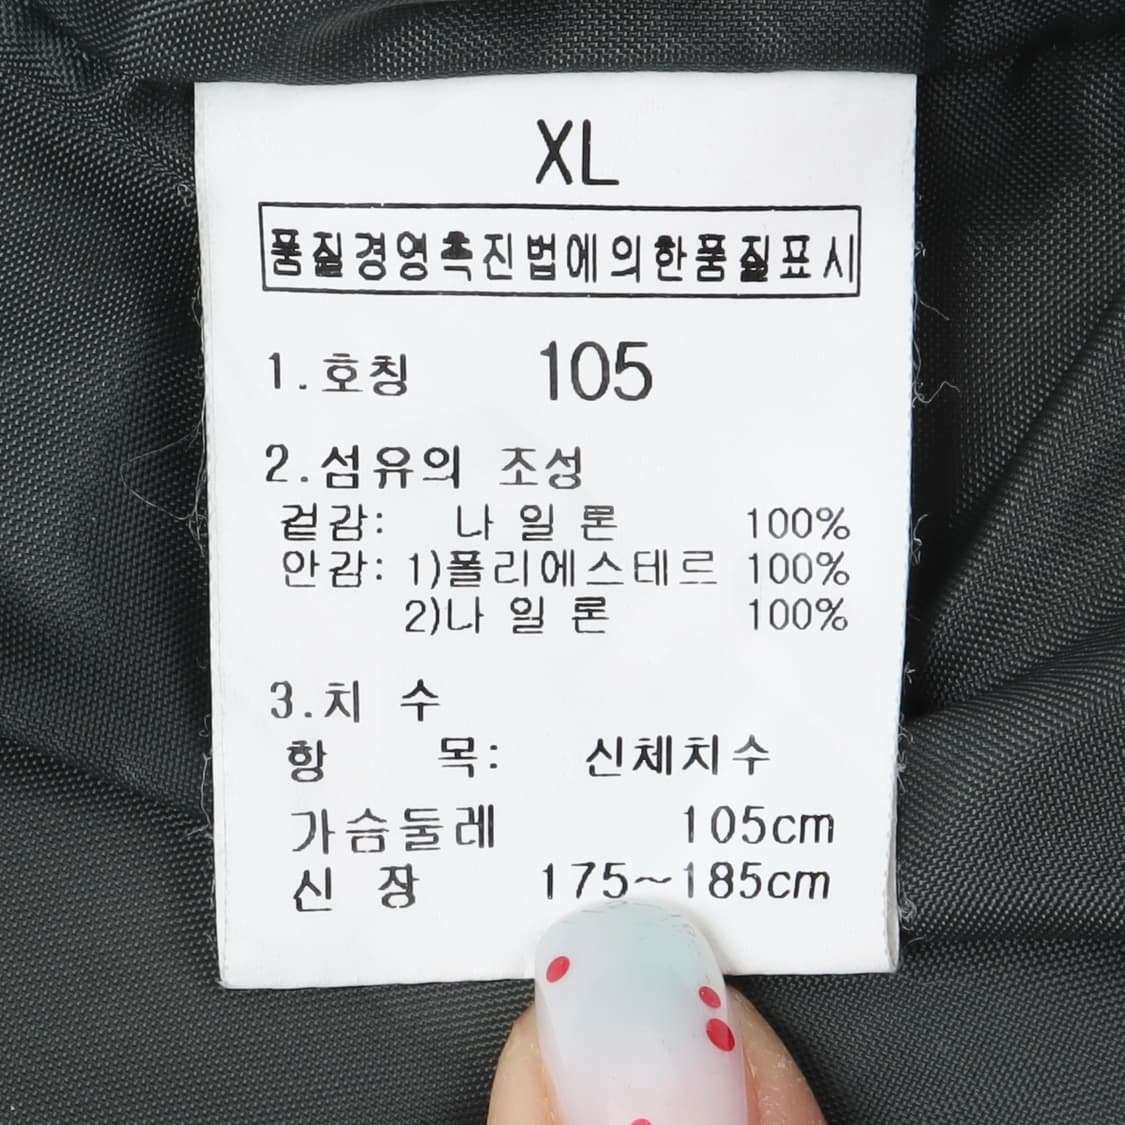 XL
품질경영촉진법에의한품질표시
1.호칭 105
2.섬유의 조성
겉감: 나 일 론 100%
안감: 1)폴리에스테르 100%
2)나 일 론 100%
3.치 수
항 목: 신체치수
가슴둘레 105cm
신 장 175~185cm